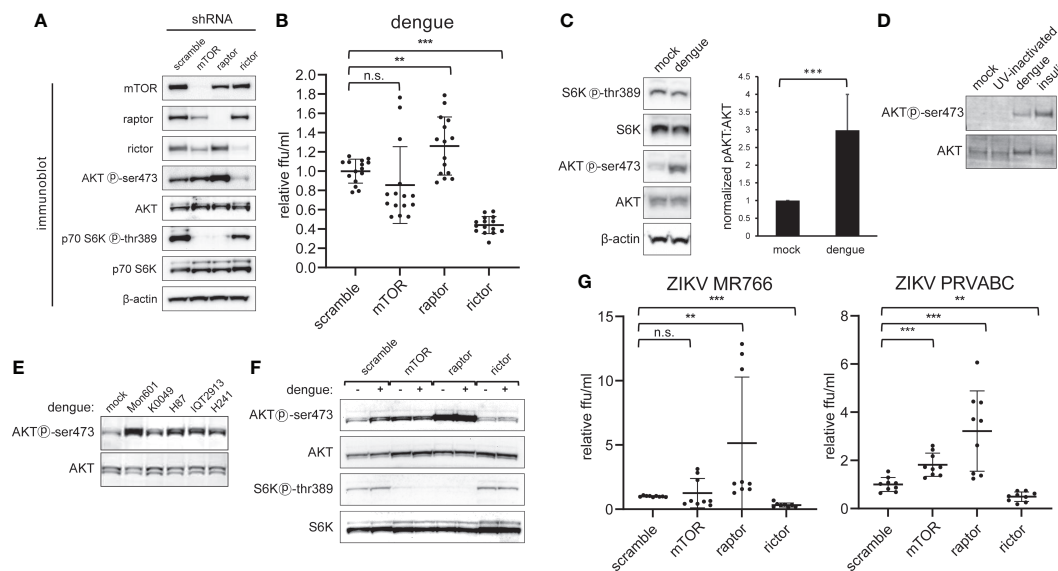 A
shRNA
scramble
mTOR
raptor
rictor
immunoblot
mTOR
raptor
rictor
AKT Ⓟ-ser473
AKT
p70 S6K Ⓟ-thr389
p70 S6K
β-actin
B
dengue
***
**
n.s.
relative ffu/ml
2.0
1.8
1.6
1.4
1.2
1.0
0.8
0.6
0.4
0.2
0.0
scramble
mTOR
raptor
rictor
C
mock
dengue
S6K Ⓟ-thr389
S6K
AKT Ⓟ-ser473
AKT
β-actin
normalized pAKT:AKT
4.5
4
3.5
3
2.5
2
1.5
1
0.5
0
***
mock
dengue
D
mock
UV-inactivated
dengue
AKTⓅ-ser473
AKT
E
dengue:
mock
Mon601
K0049
H87
IQT2913
H241
AKTⓅ-ser473
AKT
F
scramble
mTOR
raptor
rictor
dengue: - + - + - + - +
AKTⓅ-ser473
AKT
S6KⓅ-thr389
S6K
G
ZIKV MR766
***
**
n.s.
relative ffu/ml
15
10
5
0
scramble
mTOR
raptor
rictor
ZIKV PRVABC
**
***
***
relative ffu/ml
8
6
4
2
0
scramble
mTOR
raptor
rictor